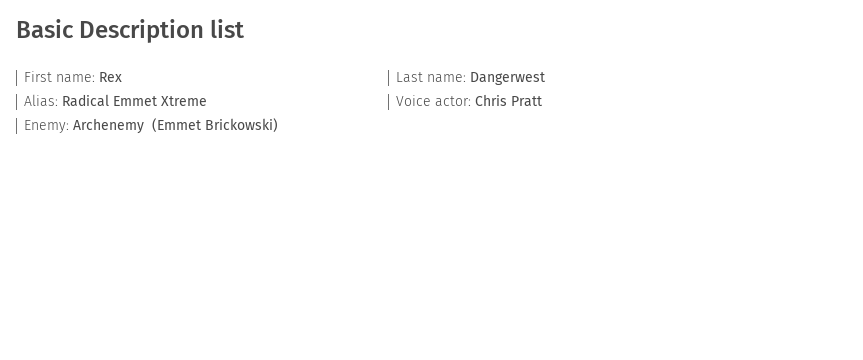 Basic Description list
First name: Rex
Last name: Dangerwest
Alias: Radical Emmet Xtreme
Voice actor: Chris Pratt
Enemy: Archenemy  (Emmet Brickowski)